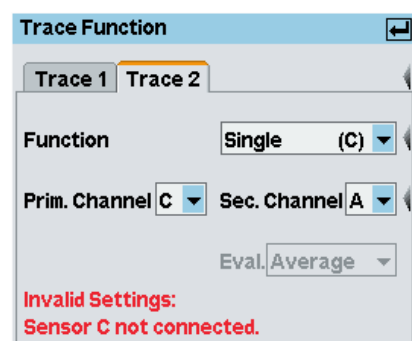 Trace Function
Trace 1 Trace 2
Function Single (C)
Prim. Channel C Sec. Channel A
Eval. Average
Invalid Settings:
Sensor C not connected.